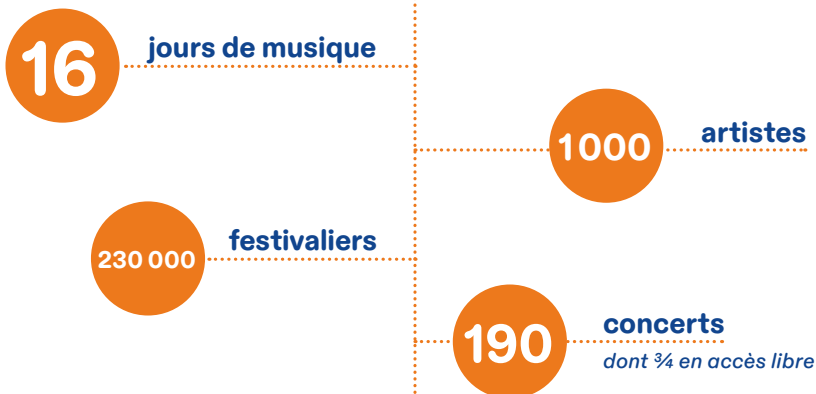 16 jours de musique
1000 artistes
230 000 festivaliers
190 concerts
dont ¾ en accès libre